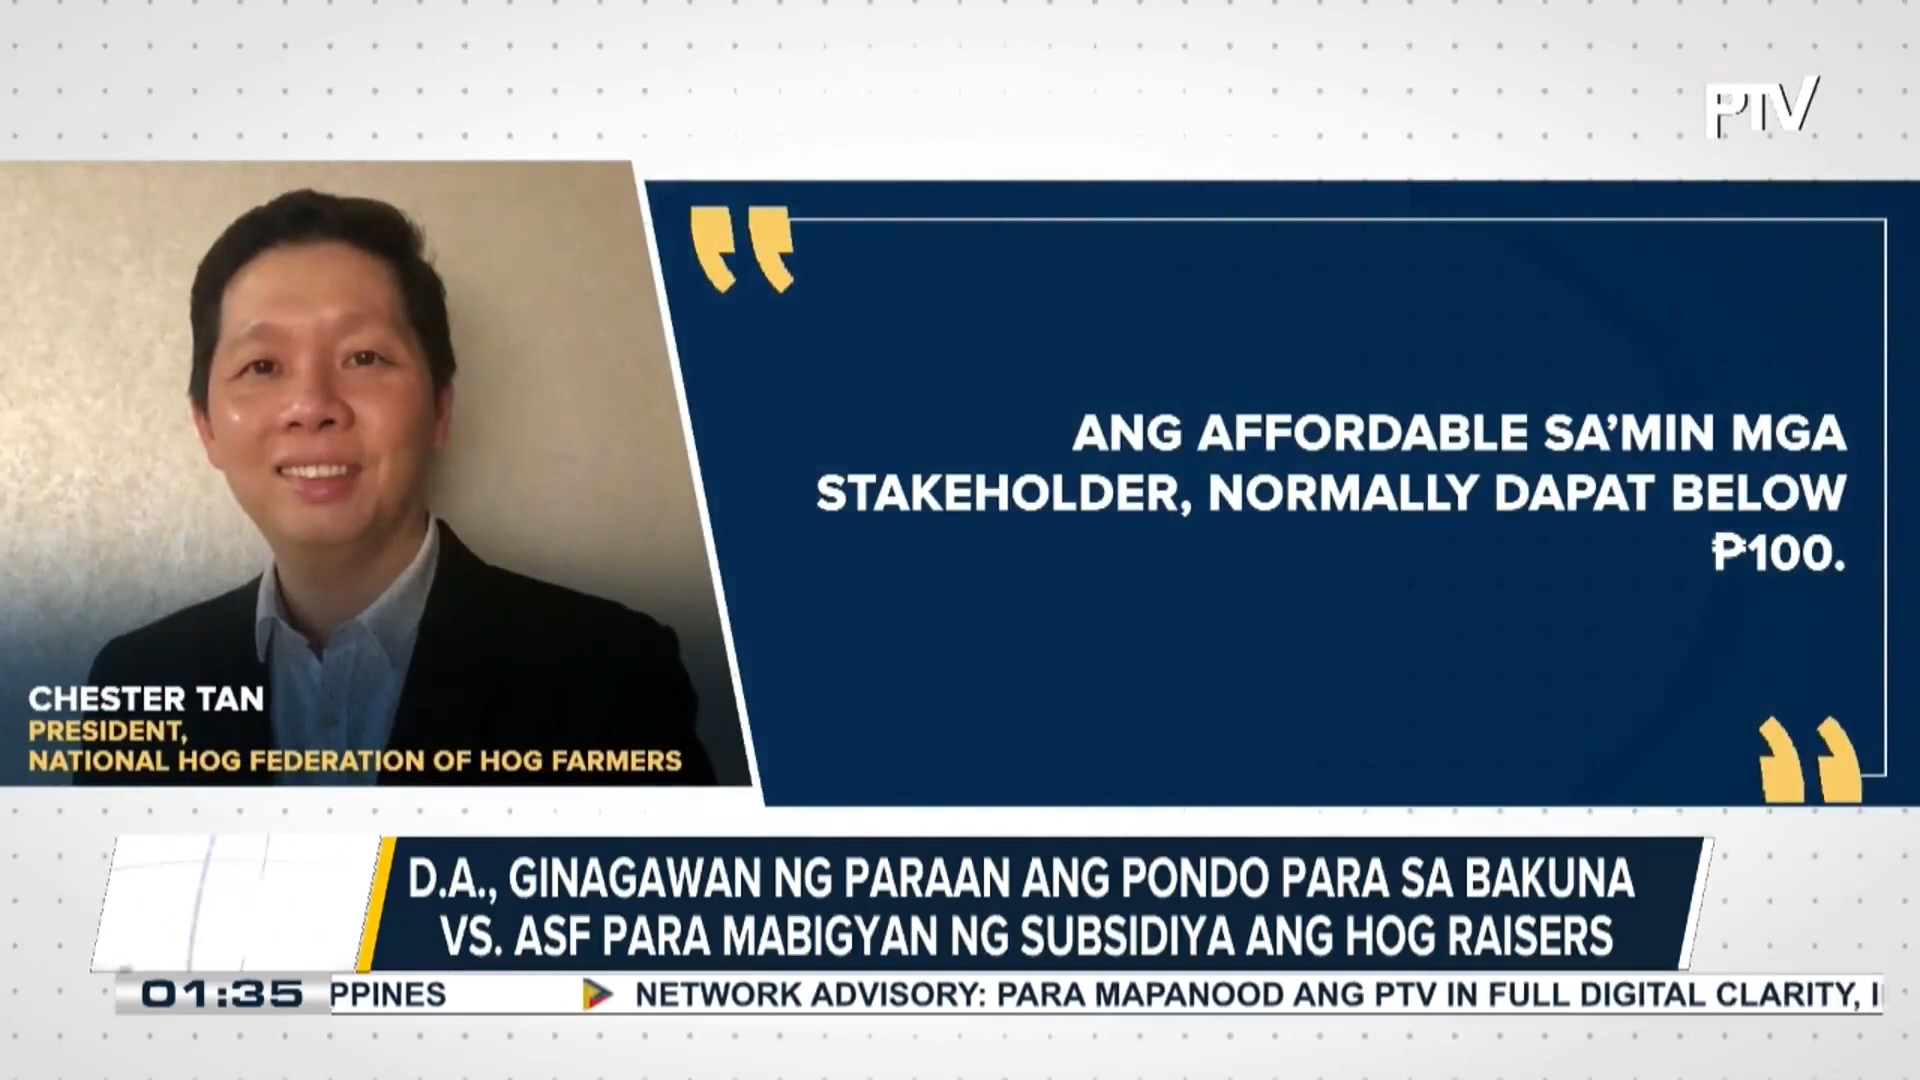 PTV
ANG AFFORDABLE SA’MIN MGA
STAKEHOLDER, NORMALLY DAPAT BELOW
₱100.
CHESTER TAN
PRESIDENT,
NATIONAL HOG FEDERATION OF HOG FARMERS
D.A., GINAGAWAN NG PARAAN ANG PONDO PARA SA BAKUNA
VS. ASF PARA MABIGYAN NG SUBSIDIYA ANG HOG RAISERS
01:35 PPINES NETWORK ADVISORY: PARA MAPANOOD ANG PTV IN FULL DIGITAL CLARITY,